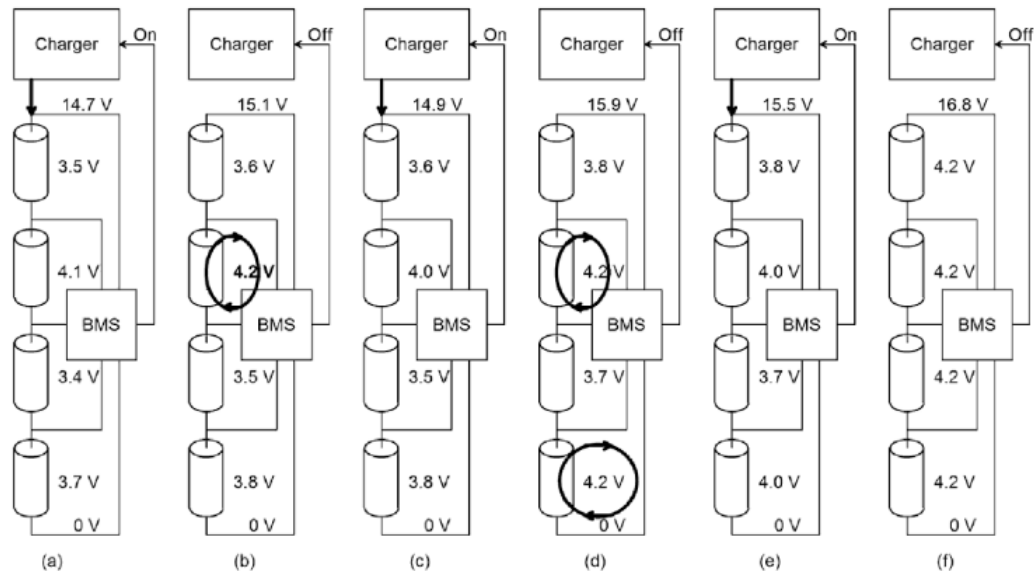 Charger
On
14.7 V
3.5 V
4.1 V
BMS
3.4 V
3.7 V
0 V
(a)
Charger
Off
15.1 V
3.6 V
4.2 V
BMS
3.5 V
3.8 V
0 V
(b)
Charger
On
14.9 V
3.6 V
4.0 V
BMS
3.5 V
3.8 V
0 V
(c)
Charger
Off
15.9 V
3.8 V
4.2 V
BMS
3.7 V
4.2 V
0 V
(d)
Charger
On
15.5 V
3.8 V
4.0 V
BMS
3.7 V
4.0 V
0 V
(e)
Charger
Off
16.8 V
4.2 V
4.2 V
BMS
4.2 V
4.2 V
0 V
(f)